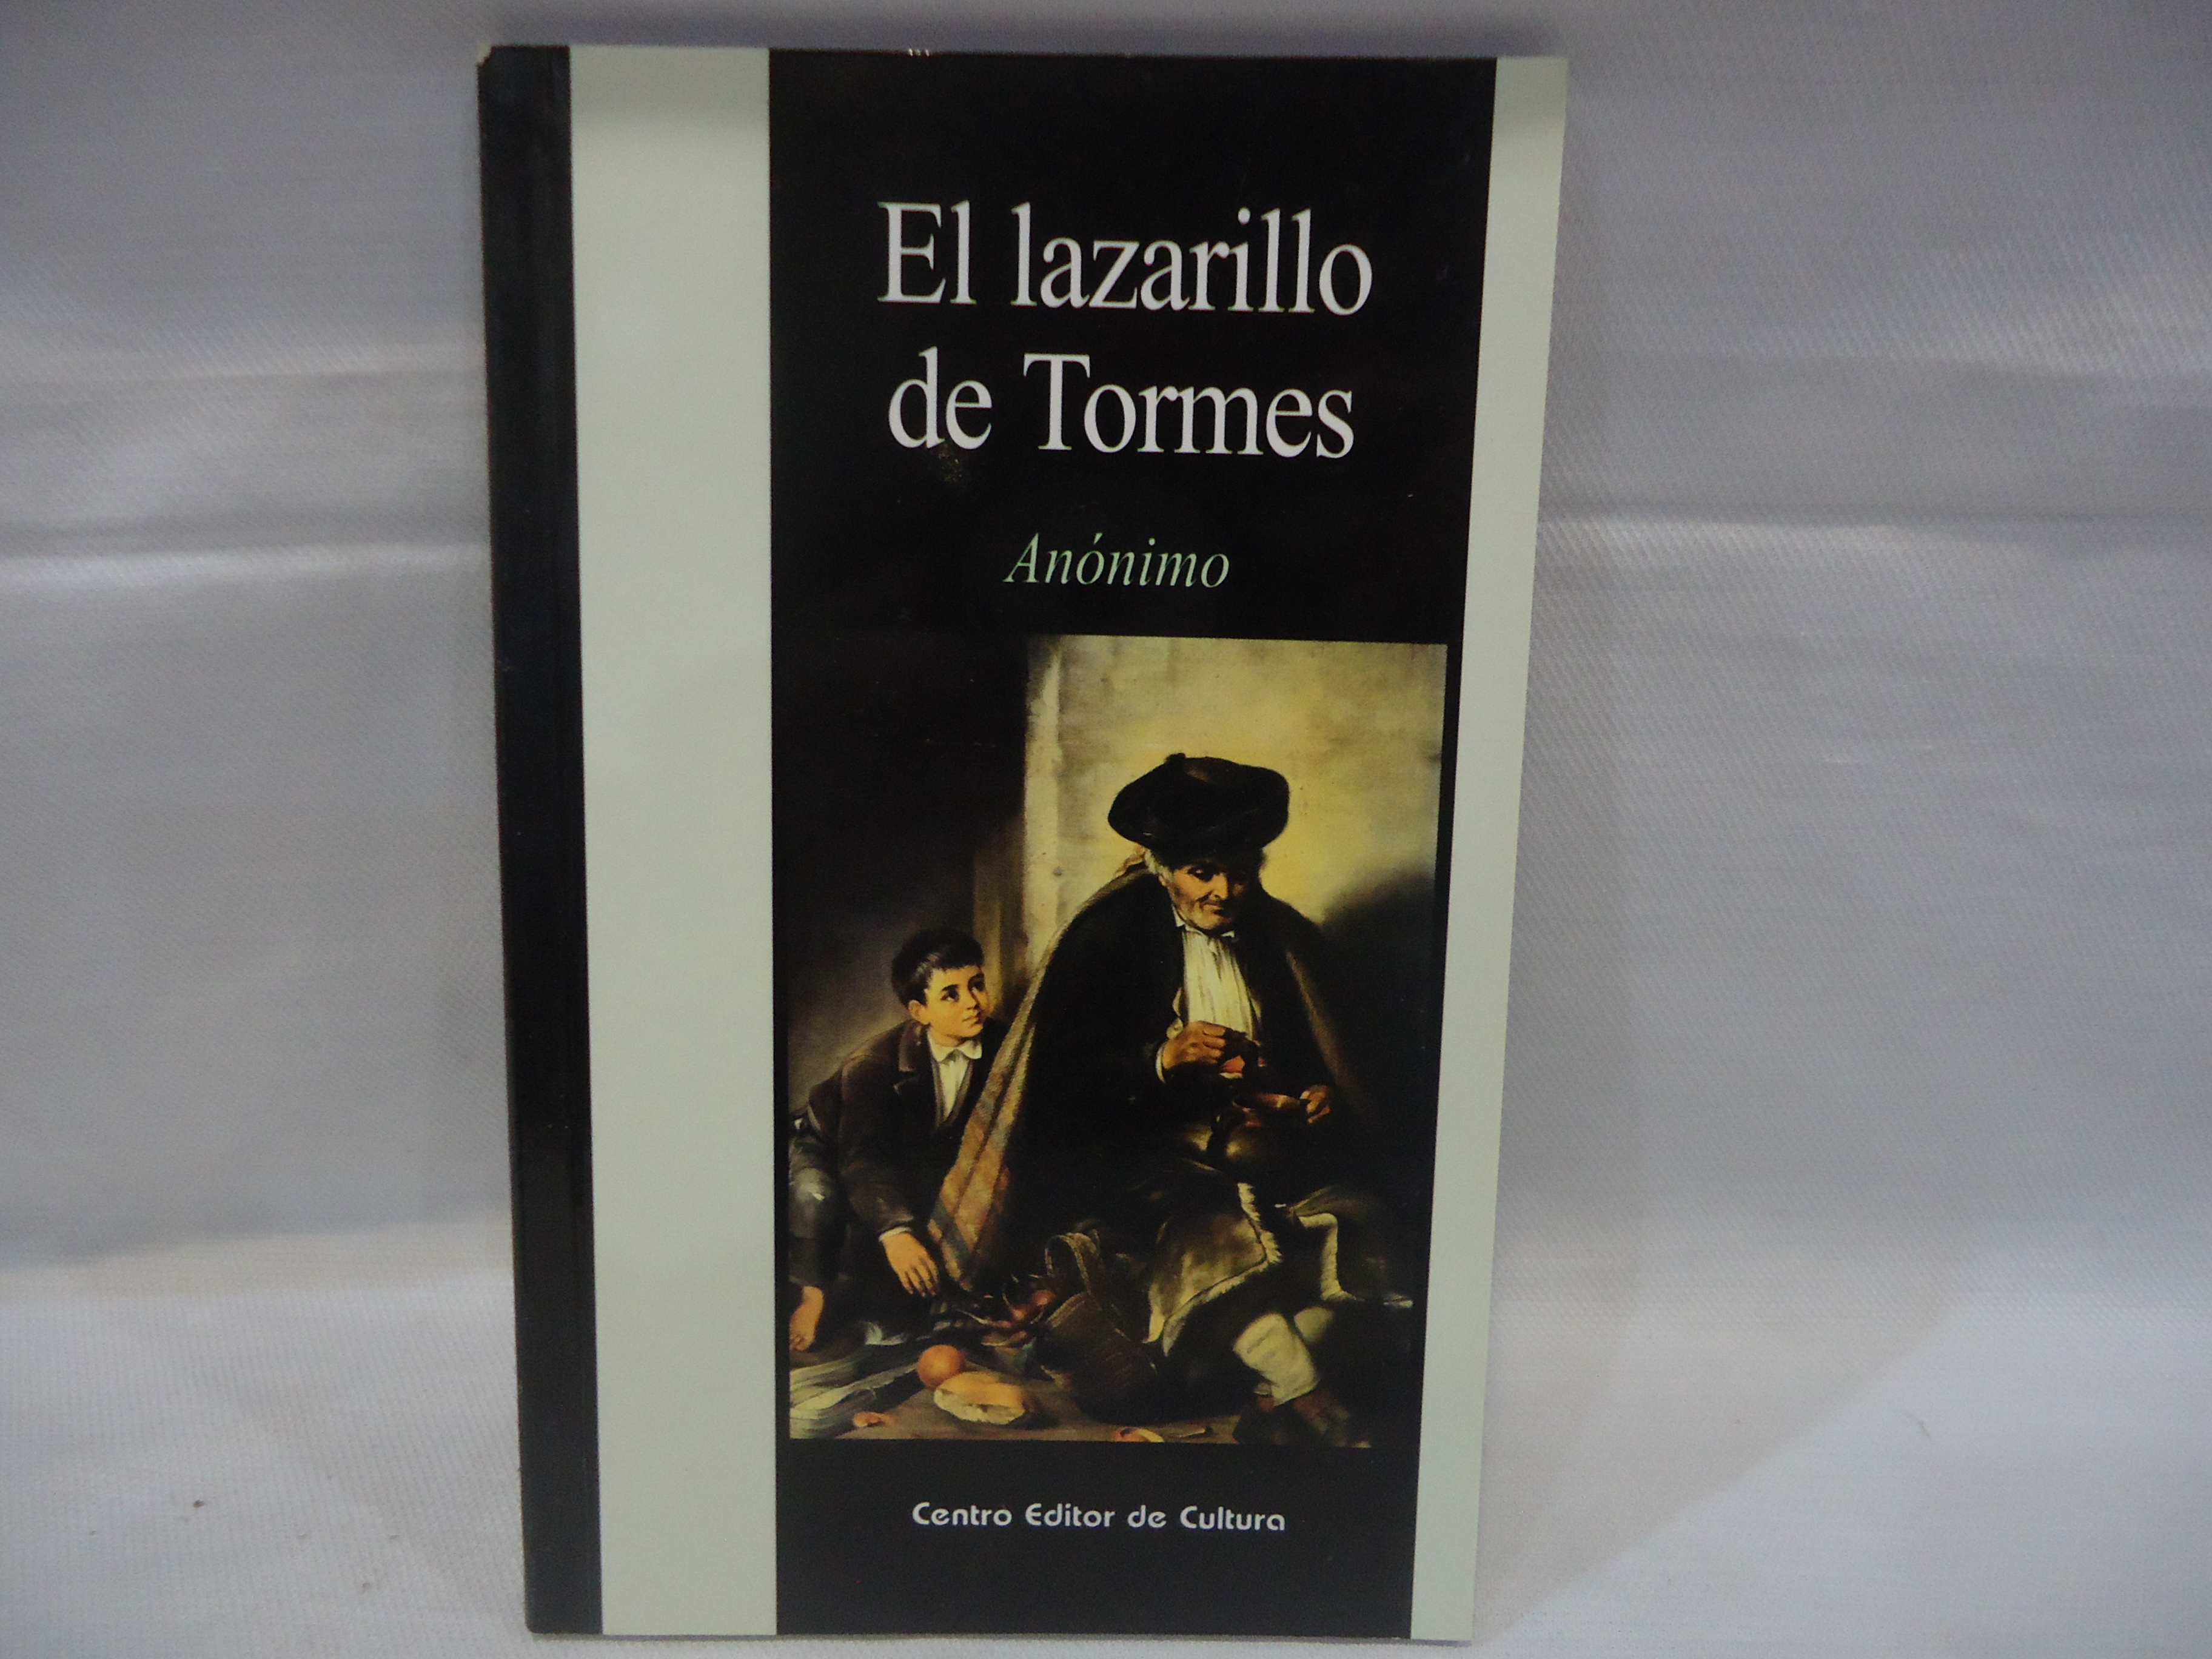 El lazarillo
de Tormes
Anónimo
Centro Editor de Cultura